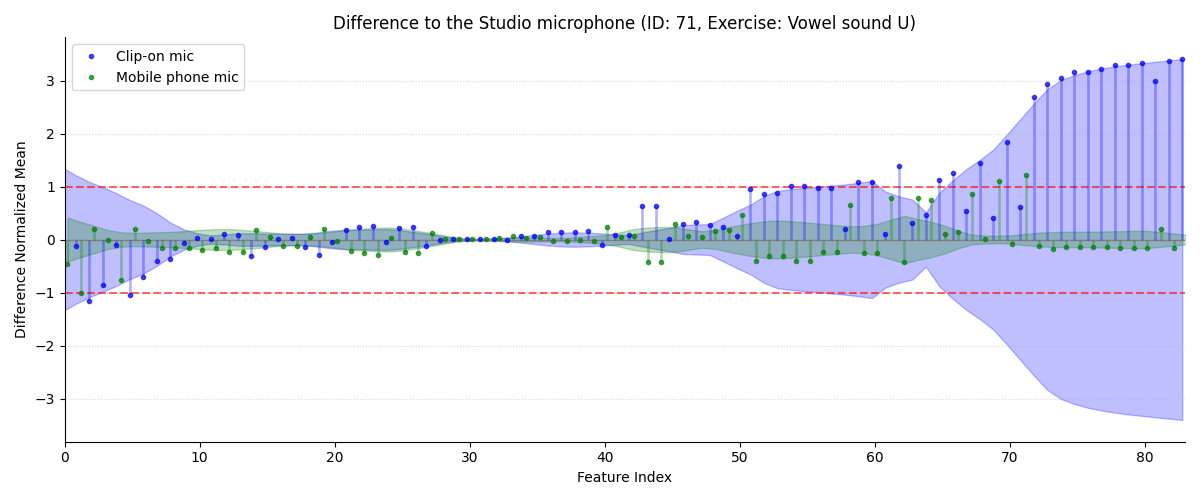 Difference to the Studio microphone (ID: 71, Exercise: Vowel sound U)
Clip-on mic
Mobile phone mic
Difference Normalized Mean
3
2
1
0
−1
−2
−3
0 10 20 30 40 50 60 70 80
Feature Index